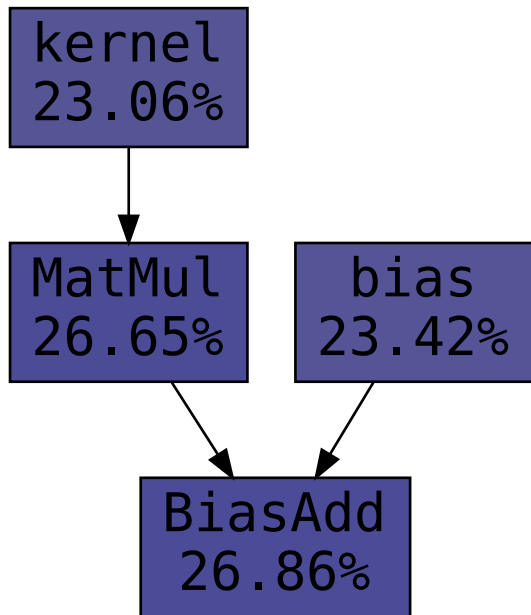 kernel
23.06%
MatMul
26.65%
bias
23.42%
BiasAdd
26.86%